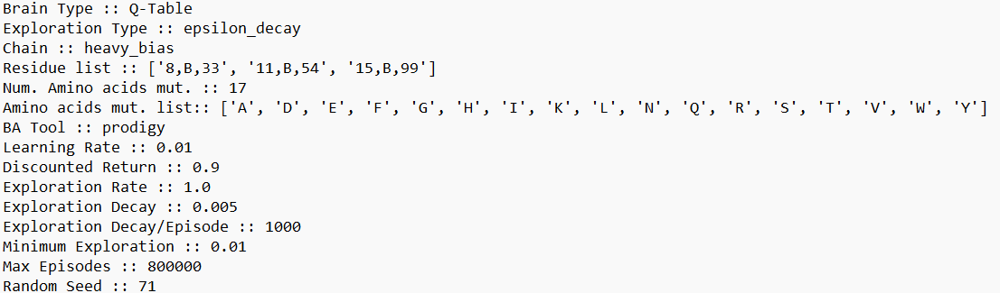 Brain Type :: Q-Table
Exploration Type :: epsilon_decay
Chain :: heavy_bias
Residue list :: ['8,B,33', '11,B,54', '15,B,99']
Num. Amino acids mut. :: 17
Amino acids mut. list:: ['A', 'D', 'E', 'F', 'G', 'H', 'I', 'K', 'L', 'N', 'Q', 'R', 'S', 'T', 'V', 'W', 'Y']
BA Tool :: prodigy
Learning Rate :: 0.01
Discounted Return :: 0.9
Exploration Rate :: 1.0
Exploration Decay :: 0.005
Exploration Decay/Episode :: 1000
Minimum Exploration :: 0.01
Max Episodes :: 800000
Random Seed :: 71